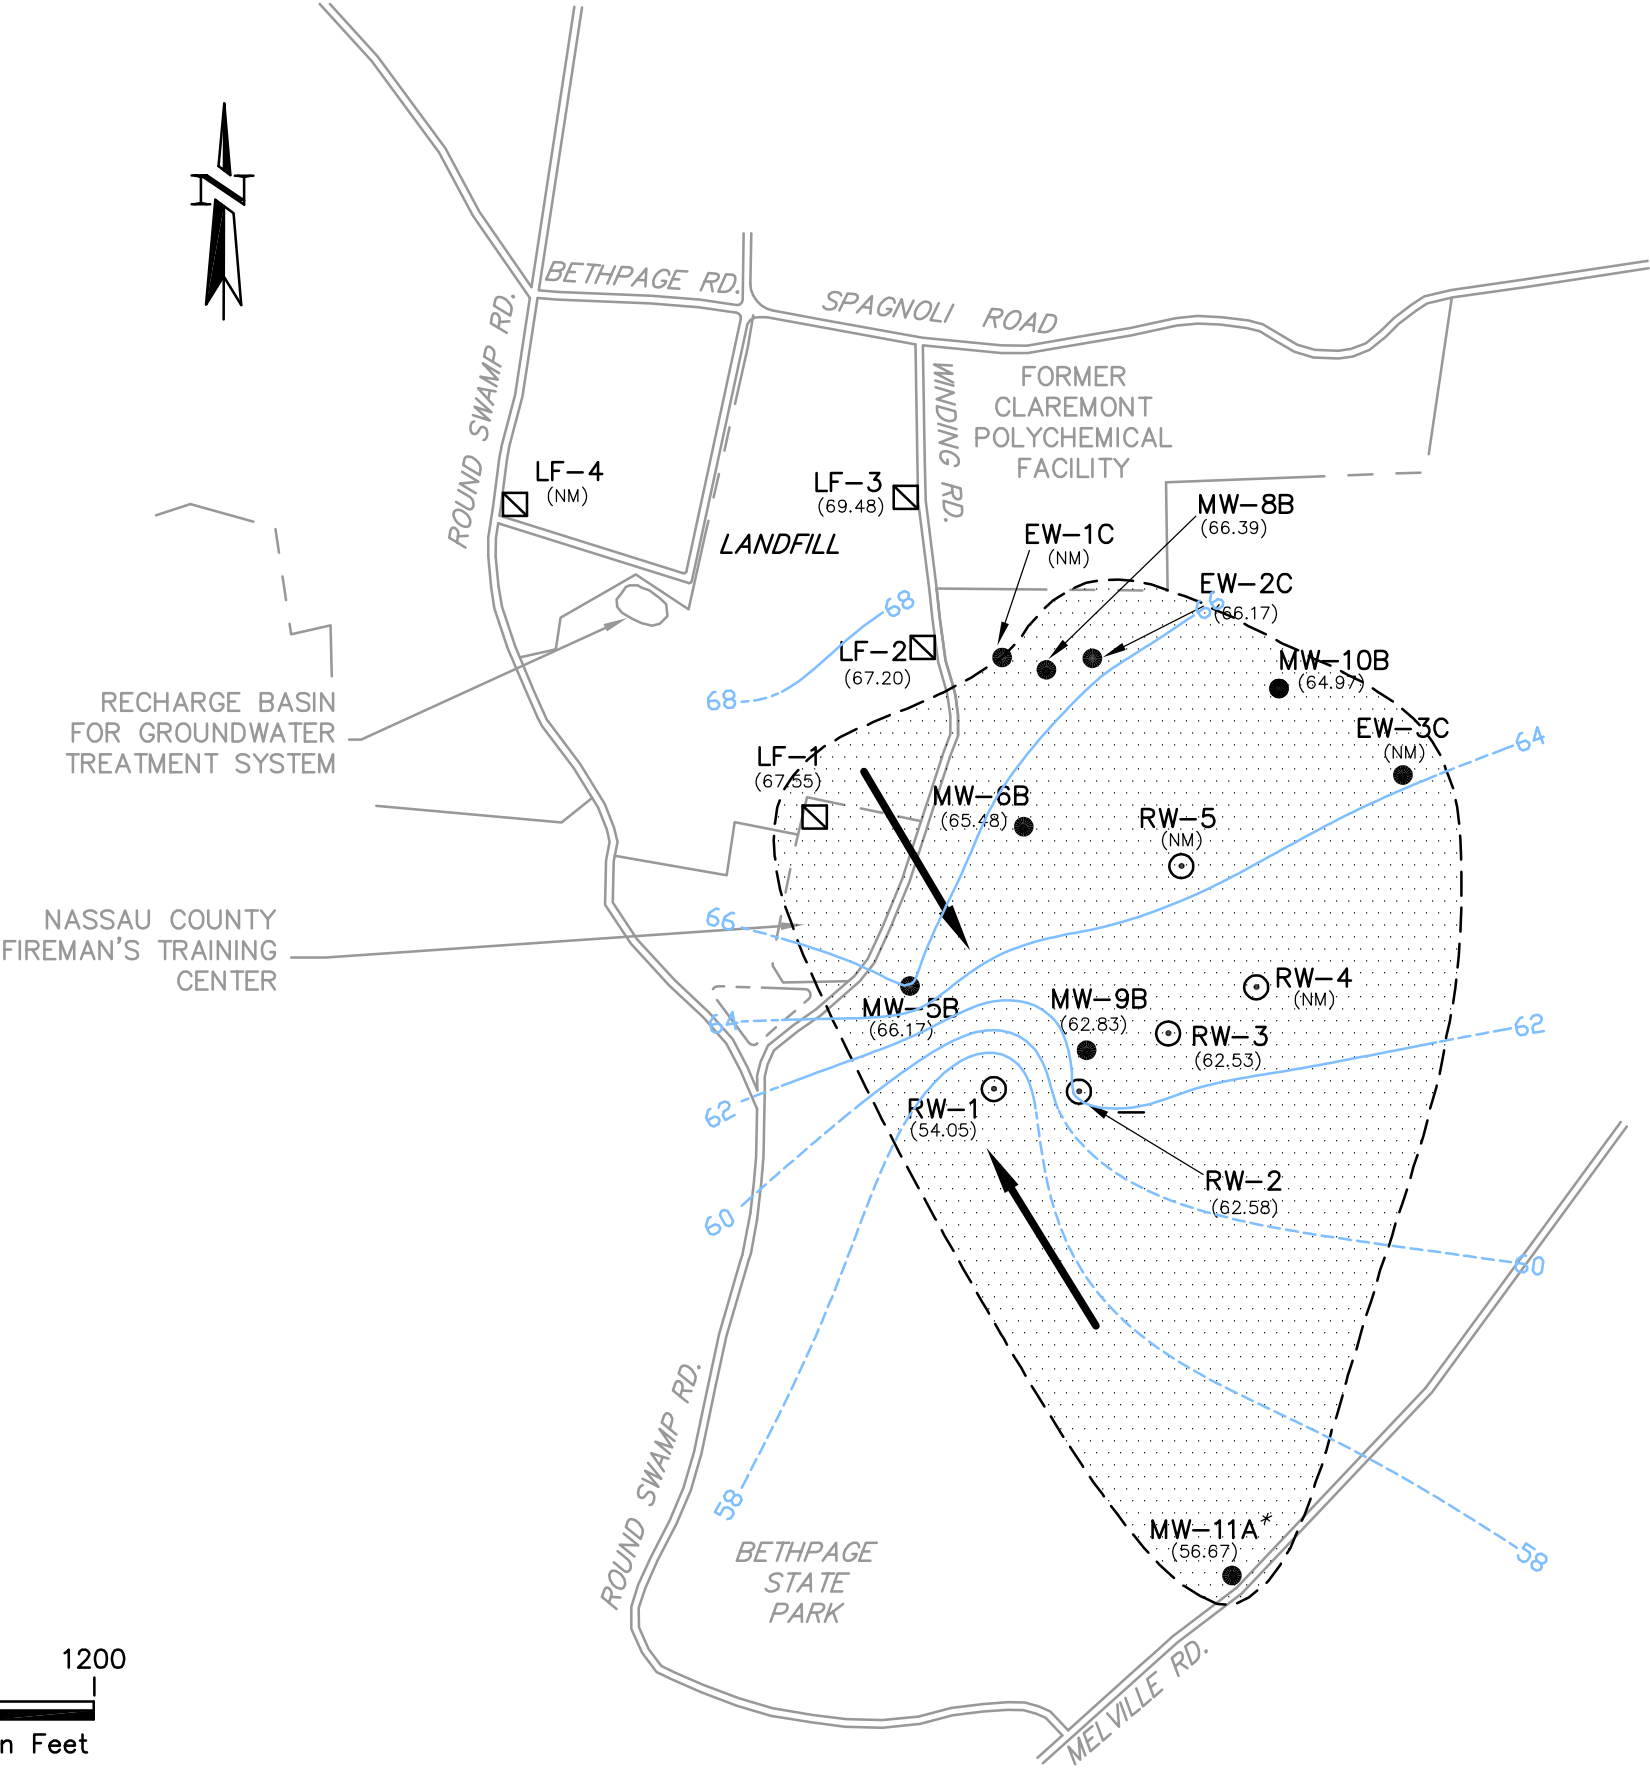 N
BETHPAGE RD.
SPAGNOLI ROAD
ROUND SWAMP RD.
WINDING RD.
FORMER
CLAREMONT
POLYCHEMICAL
FACILITY
LF-4
(NM)
LF-3
(69.48)
LANDFILL
EW-1C
(NM)
MW-8B
(66.39)
EW-2C
(66.17)
68
66
LF-2
(67.20)
MW-10B
(64.97)
68
RECHARGE BASIN
FOR GROUNDWATER
TREATMENT SYSTEM
EW-3C
(NM)
64
LF-1
(67.55)
MW-6B
(65.48)
RW-5
(NM)
66
NASSAU COUNTY
FIREMAN'S TRAINING
CENTER
RW-4
(NM)
MW-5B
(66.17)
MW-9B
(62.83)
64
62
RW-3
(62.53)
62
RW-1
(54.05)
RW-2
(62.58)
60
60
ROUND SWAMP RD.
58
MW-11A*
(56.67)
58
BETHPAGE
STATE
PARK
MELVILLE RD.
1200
n Feet